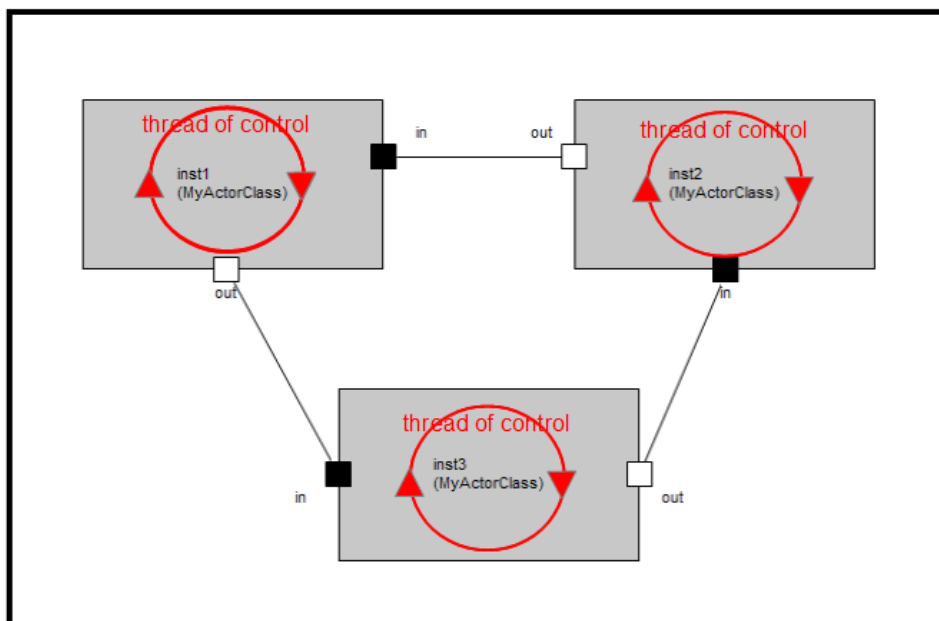 thread of control
inst1
(MyActorClass)
in
out
out
thread of control
inst2
(MyActorClass)
in
thread of control
inst3
(MyActorClass)
in
out